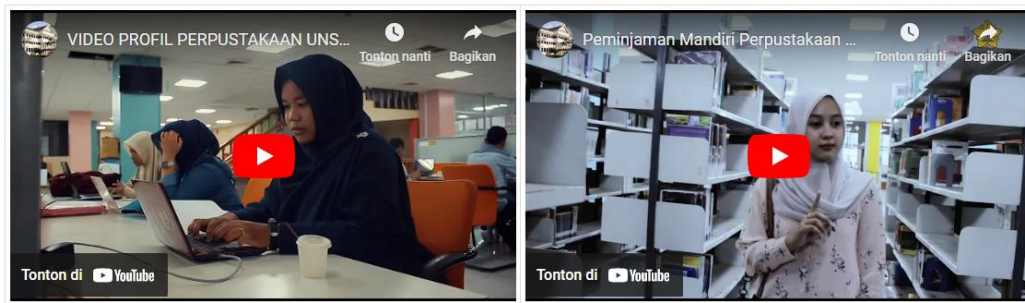 VIDEO PROFIL PERPUSTAKAAN UNS...
Tonton nanti
Bagikan
Tonton di YouTube
Peminjaman Mandiri Perpustakaan ...
Tonton nanti
Bagikan
Tonton di YouTube